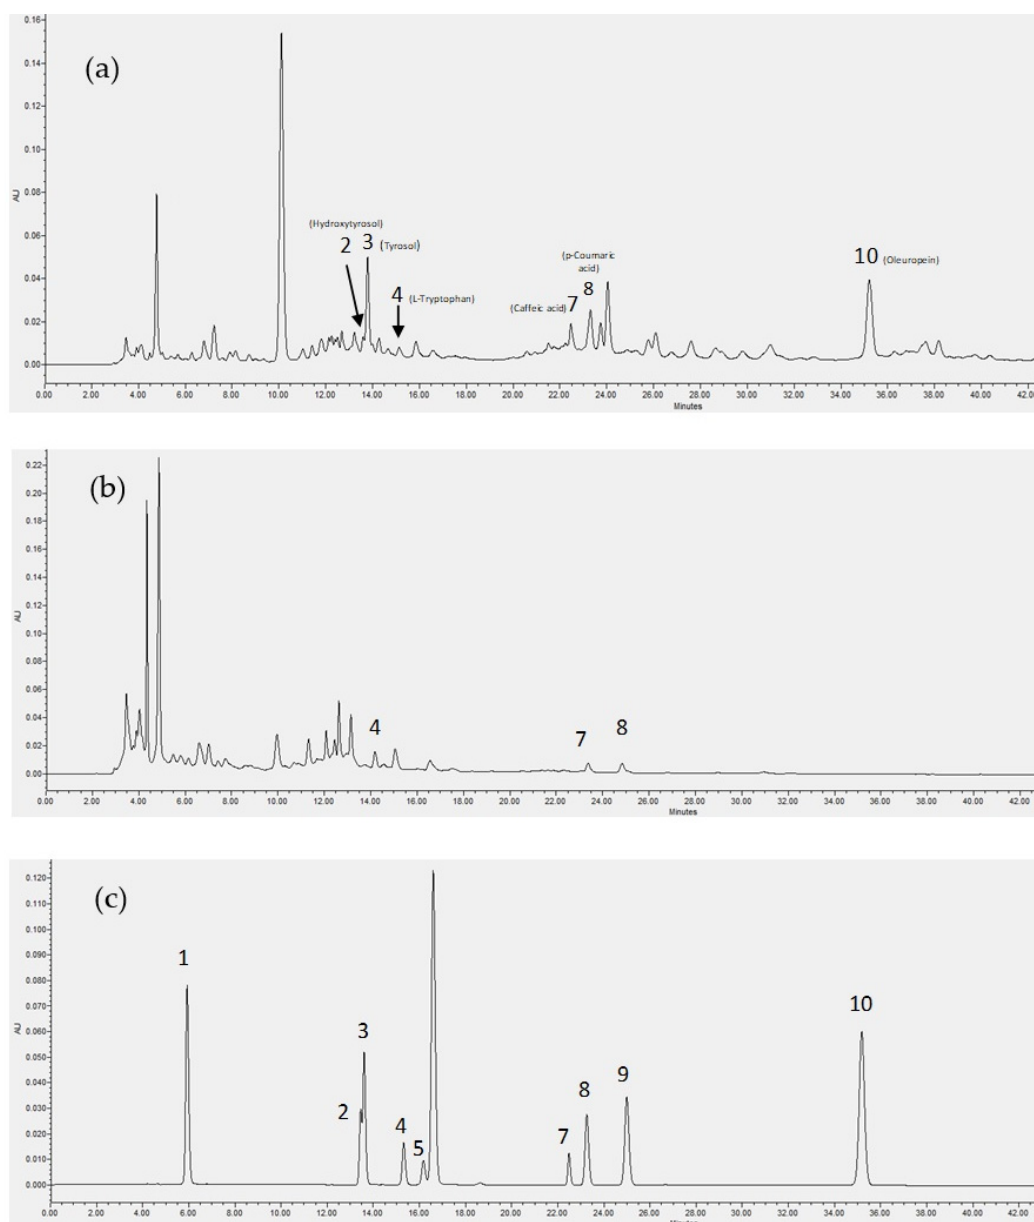 (a)
0.16
0.14
0.12
0.10
0.08
0.06
0.04
0.02
0.00
AU
(Hydroxytyrosol)
2 3 (Tyrosol)
4 (L-Tryptophan)
(p-Coumaric
acid)
8
(Caffeic acid) 7
10 (Oleuropein)
0.00 2.00 4.00 6.00 8.00 10.00 12.00 14.00 16.00 18.00 20.00 22.00 24.00 26.00 28.00 30.00 32.00 34.00 36.00 38.00 40.00 42.00
Minutes
(b)
0.22
0.20
0.18
0.16
0.14
0.12
0.10
0.08
0.06
0.04
0.02
0.00
AU
4 7 8
0.00 2.00 4.00 6.00 8.00 10.00 12.00 14.00 16.00 18.00 20.00 22.00 24.00 26.00 28.00 30.00 32.00 34.00 36.00 38.00 40.00 42.00
Minutes
(c)
0.120
0.110
0.100
0.090
0.080
0.070
0.060
0.050
0.040
0.030
0.020
0.010
0.000
AU
1 2 3 4 5 7 8 9 10
0.00 2.00 4.00 6.00 8.00 10.00 12.00 14.00 16.00 18.00 20.00 22.00 24.00 26.00 28.00 30.00 32.00 34.00 36.00 38.00 40.00 42.00
Minutes